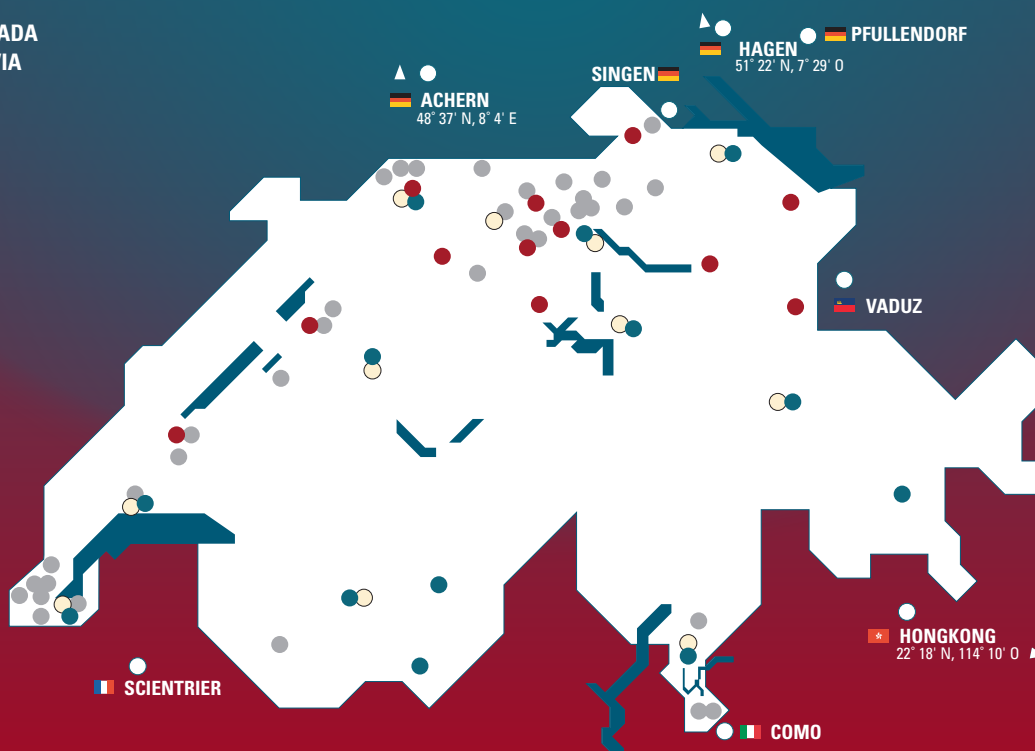 ADA
VIA
HAGEN
51° 22' N, 7° 29' O
PFULLENDORF
SINGEN
ACHERN
48° 37' N, 8° 4' E
VADUZ
HONGKONG
22° 18' N, 114° 10' O
SCIENTRIER
COMO